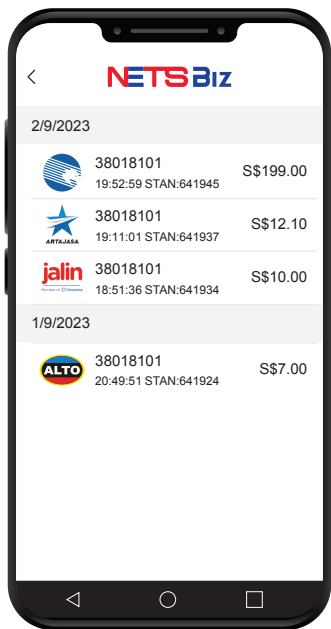 NETS BIZ
2/9/2023
38018101
S$199.00
19:52:59 STAN:641945
38018101
S$12.10
19:11:01 STAN:641937
ARTAJASA
38018101
S$10.00
18:51:36 STAN:641934
jalin
1/9/2023
38018101
S$7.00
20:49:51 STAN:641924
ALTO